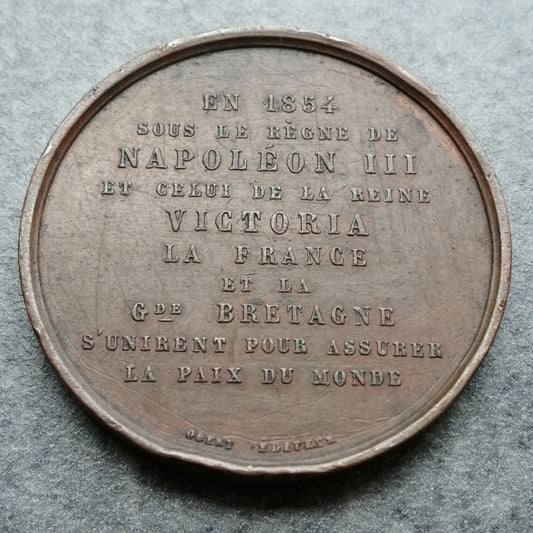 EN 1854
SOUS LE RÈGNE DE
NAPOLÉON III
ET CELUI DE LA REINE
VICTORIA
LA FRANCE
ET LA
GDE BRETAGNE
S'UNIRENT POUR ASSURER
LA PAIX DU MONDE
EDITEUR